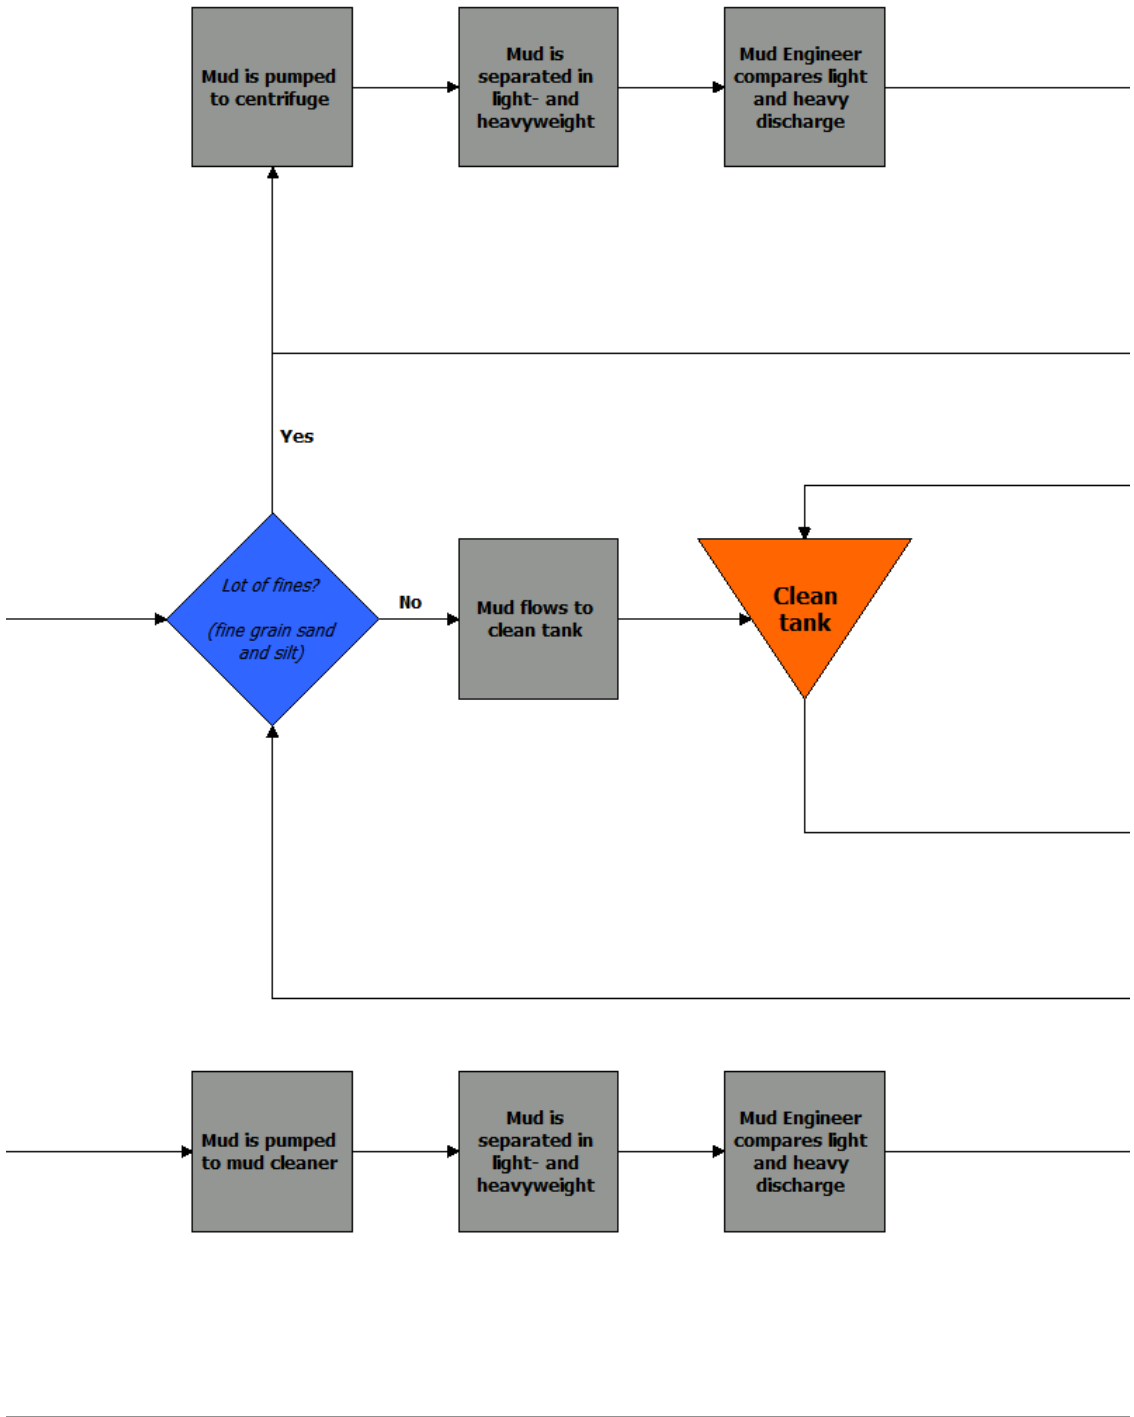 Mud is pumped
to centrifuge
Mud is
separated in
light- and
heavyweight
Mud Engineer
compares light
and heavy
discharge
Yes
Lot of fines?
(fine grain sand
and silt)
No
Mud flows to
clean tank
Clean
tank
Mud is pumped
to mud cleaner
Mud is
separated in
light- and
heavyweight
Mud Engineer
compares light
and heavy
discharge